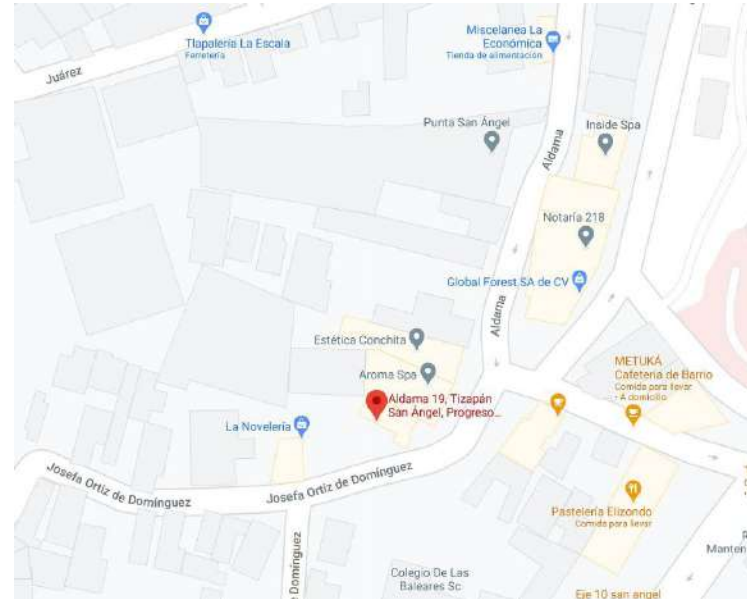 Tlapalería La Escala
Ferretería
Juárez
Miscelanea La
Económica
Tienda de alimentación
Punta San Ángel
Aldama
Inside Spa
Notaría 218
Global Forest SA de CV
Aldama
Estética Conchita
Aroma Spa
METUKÁ
Cafetería de Barrio
Comida para llevar
• A domicilio
Aldama 19, Tizapán
San Ángel, Progreso...
La Novelería
Josefa Ortiz de Domínguez
Josefa Ortiz de Domínguez
Domínguez
Pastelería Elizondo
Comida para llevar
Colegio De Las
Baleares Sc
Manten
Eje 10 san angel